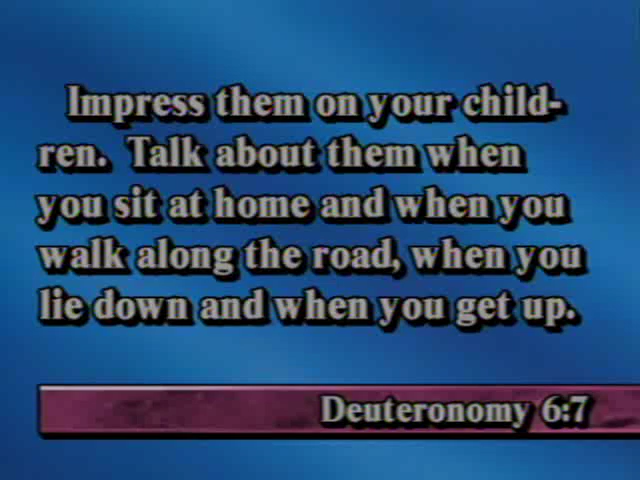 Impress them on your child-
ren. Talk about them when
you sit at home and when you
walk along the road, when you
lie down and when you get up.
Deuteronomy 6:7